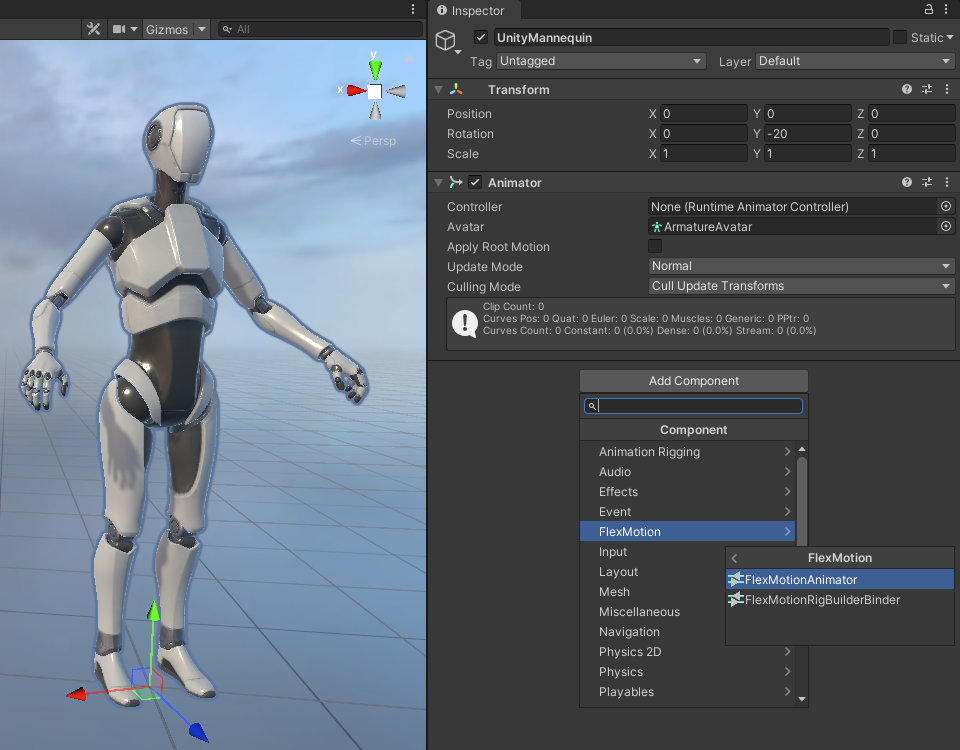 Inspector
Gizmos
All
UnityMannequin
Static
Tag Untagged Layer Default
y
x
Persp
Transform
Position X 0 Y 0 Z 0
Rotation X 0 Y -20 Z 0
Scale X 1 Y 1 Z 1
Animator
Controller None (Runtime Animator Controller)
Avatar ArmatureAvatar
Apply Root Motion
Update Mode Normal
Culling Mode Cull Update Transforms
Clip Count: 0
Curves Pos: 0 Quat: 0 Euler: 0 Scale: 0 Muscles: 0 Generic: 0 PPtr: 0
Curves Count: 0 Constant: 0 (0.0%) Dense: 0 (0.0%) Stream: 0 (0.0%)
Add Component
Component
Animation Rigging
Audio
Effects
Event
FlexMotion
Input
Layout
Mesh
Miscellaneous
Navigation
Physics 2D
Physics
Playables
FlexMotion
FlexMotionAnimator
FlexMotionRigBuilderBinder